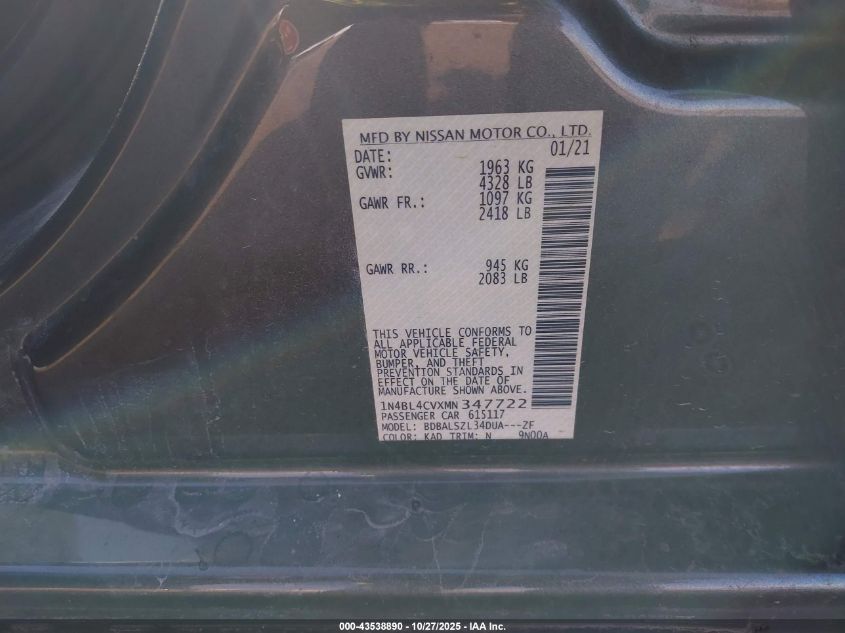 MFD BY NISSAN MOTOR CO., LTD.
DATE: 01/21
GVWR: 1963 KG
4328 LB
GAWR FR.: 1097 KG
2418 LB
GAWR RR.: 945 KG
2083 LB
THIS VEHICLE CONFORMS TO
ALL APPLICABLE FEDERAL
MOTOR VEHICLE SAFETY,
BUMPER, AND THEFT
PREVENTION STANDARDS IN
EFFECT ON THE DATE OF
MANUFACTURE SHOWN ABOVE.
1N4BL4CVXMN347722
PASSENGER CAR 615117
MODEL: BDBALSZL34DUA---ZF
COLOR: KAD TRIM: N 9N00A
000-43538890 • 10/27/2025 • IAA Inc.